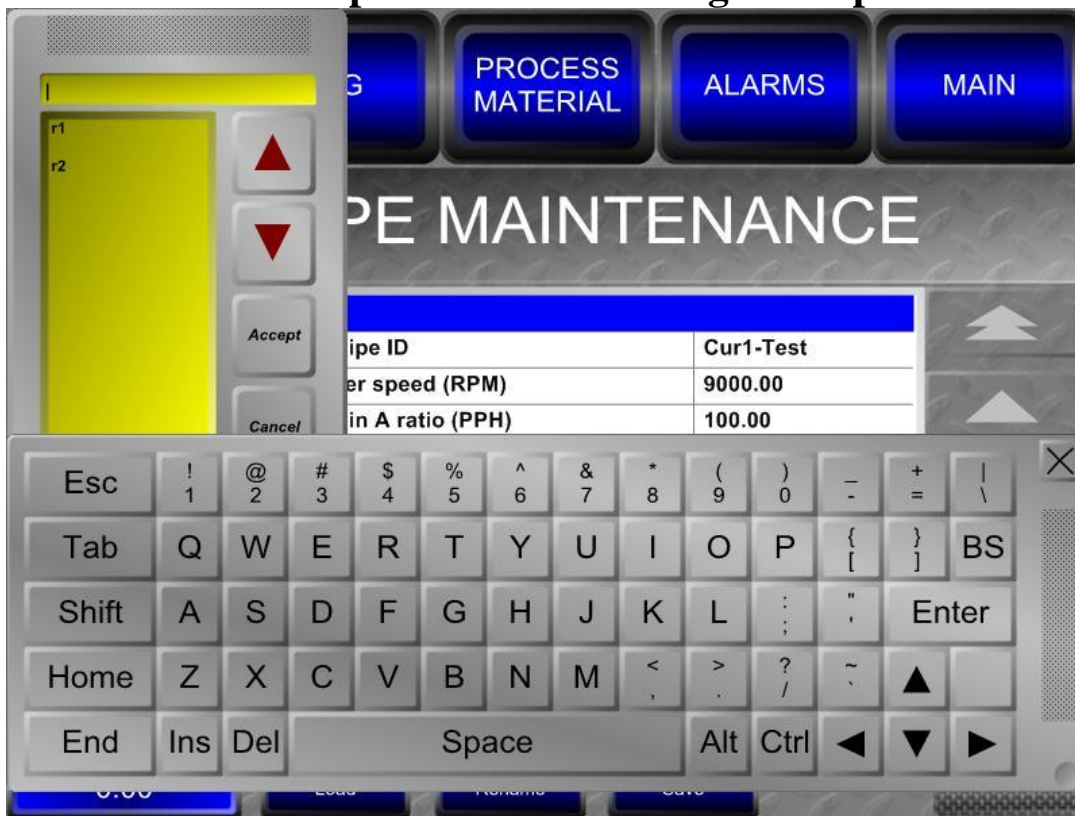 G
PROCESS
MATERIAL
ALARMS
MAIN
r1
r2
PE MAINTENANCE
Accept
Cancel
ipe ID Cur1-Test
er speed (RPM) 9000.00
in A ratio (PPH) 100.00
Esc ! 1 @ 2 # 3 $ 4 % 5 ^ 6 & 7 * 8 ( 9 ) 0 _ - + = | \
Tab Q W E R T Y U I O P { [ } ] BS
Shift A S D F G H J K L : ; " ' Enter
Home Z X C V B N M < , > . ? / ~ `
End Ins Del Space Alt Ctrl